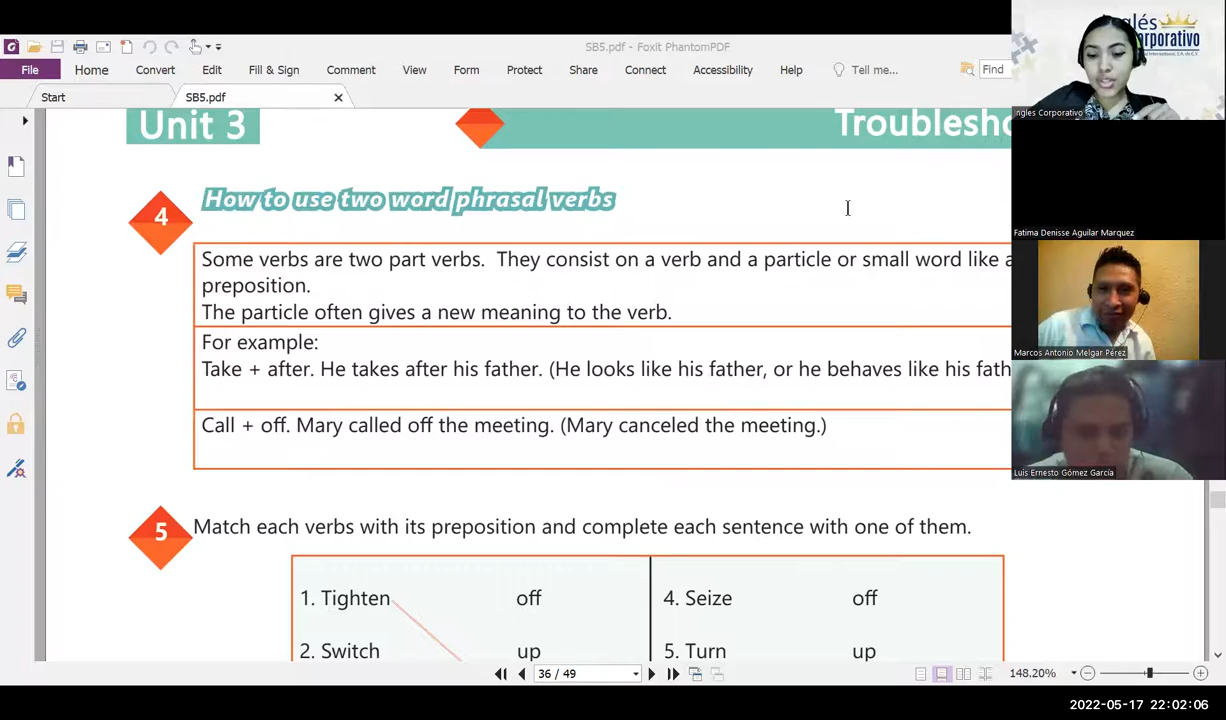 SB5.pdf - Foxit PhantomPDF
File Home Convert Edit Fill & Sign Comment View Form Protect Share Connect Accessibility Help Tell me... Find
Start SB5.pdf
Inglés Corporativo
Fatima Denisse Aguilar Marquez
Marcos Antonio Melgar Pérez
Luis Ernesto Gómez García
Unit 3
4
How to use two word phrasal verbs
Some verbs are two part verbs. They consist on a verb and a particle or small word like a
preposition.
The particle often gives a new meaning to the verb.
For example:
Take + after. He takes after his father. (He looks like his father, or he behaves like his
Call + off. Mary called off the meeting. (Mary canceled the meeting.)
5
Match each verbs with its preposition and complete each sentence with one of them.
1. Tighten off 4. Seize off
2. Switch up 5. Turn up
36 / 49 148.20%
2022-05-17 22:02:06